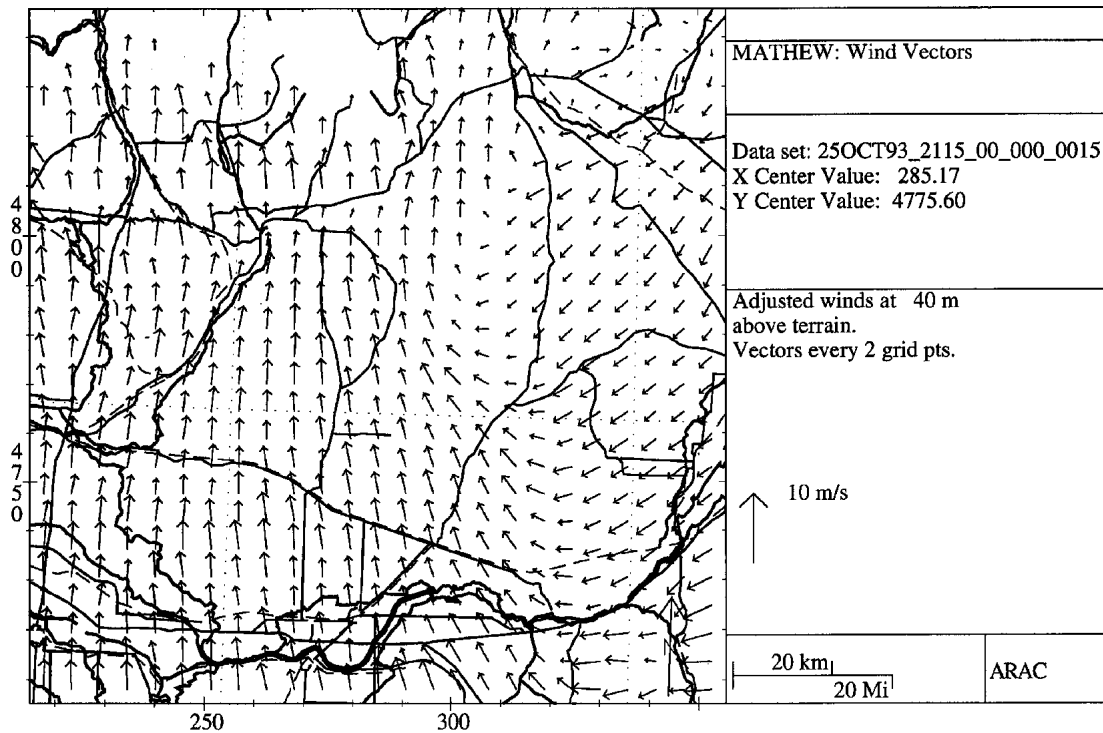 MATHEW: Wind Vectors
Data set: 25OCT93_2115_00_000_0015
X Center Value: 285.17
Y Center Value: 4775.60
Adjusted winds at 40 m
above terrain.
Vectors every 2 grid pts.
10 m/s
20 km
20 Mi
ARAC
4800
4750
250
300